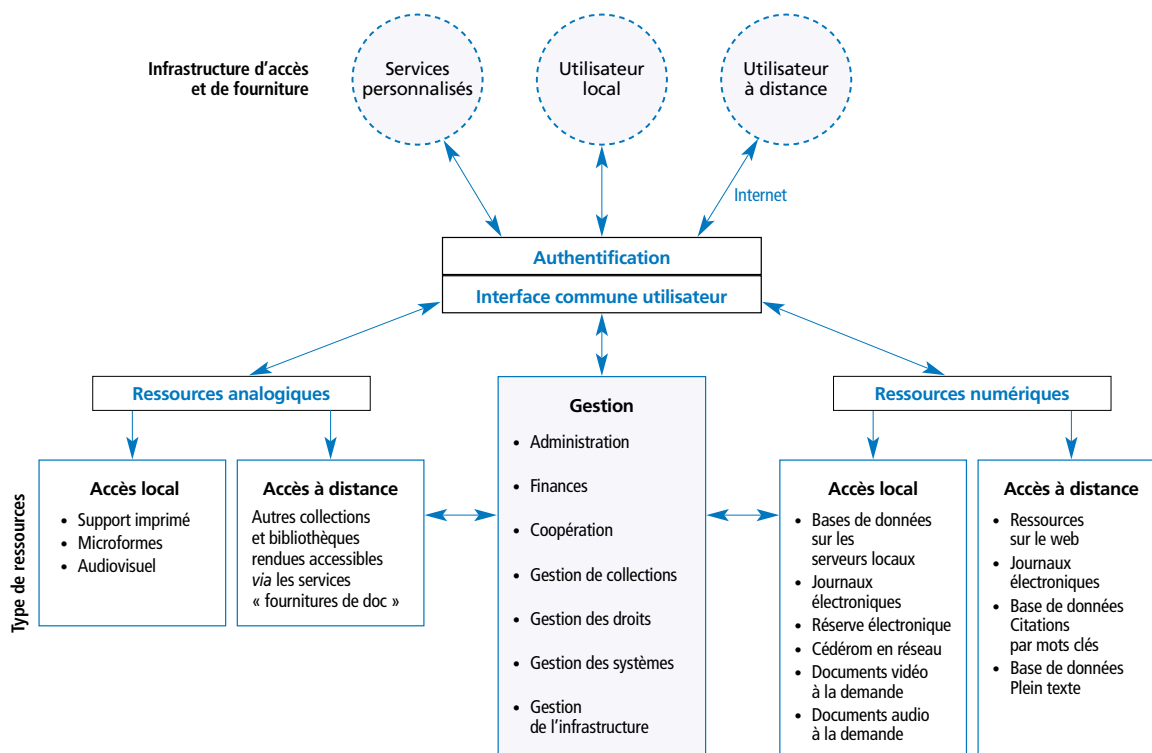 Infrastructure d'accès
et de fourniture
Services
personnalisés
Utilisateur
local
Utilisateur
à distance
Internet
Authentification
Interface commune utilisateur
Ressources analogiques
Ressources numériques
Type de ressources
Accès local
• Support imprimé
• Microformes
• Audiovisuel
Accès à distance
Autres collections
et bibliothèques
rendues accessibles
via les services
« fournitures de doc »
Gestion
• Administration
• Finances
• Coopération
• Gestion de collections
• Gestion des droits
• Gestion des systèmes
• Gestion
de l'infrastructure
Accès local
• Bases de données
sur les
serveurs locaux
• Journaux
électroniques
• Réserve électronique
• Cédérom en réseau
• Documents vidéo
à la demande
• Documents audio
à la demande
Accès à distance
• Ressources
sur le web
• Journaux
électroniques
• Base de données
Citations
par mots clés
• Base de données
Plein texte